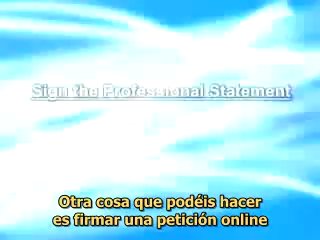 Sign the Professional Statement
Otra cosa que podéis hacer
es firmar una petición online